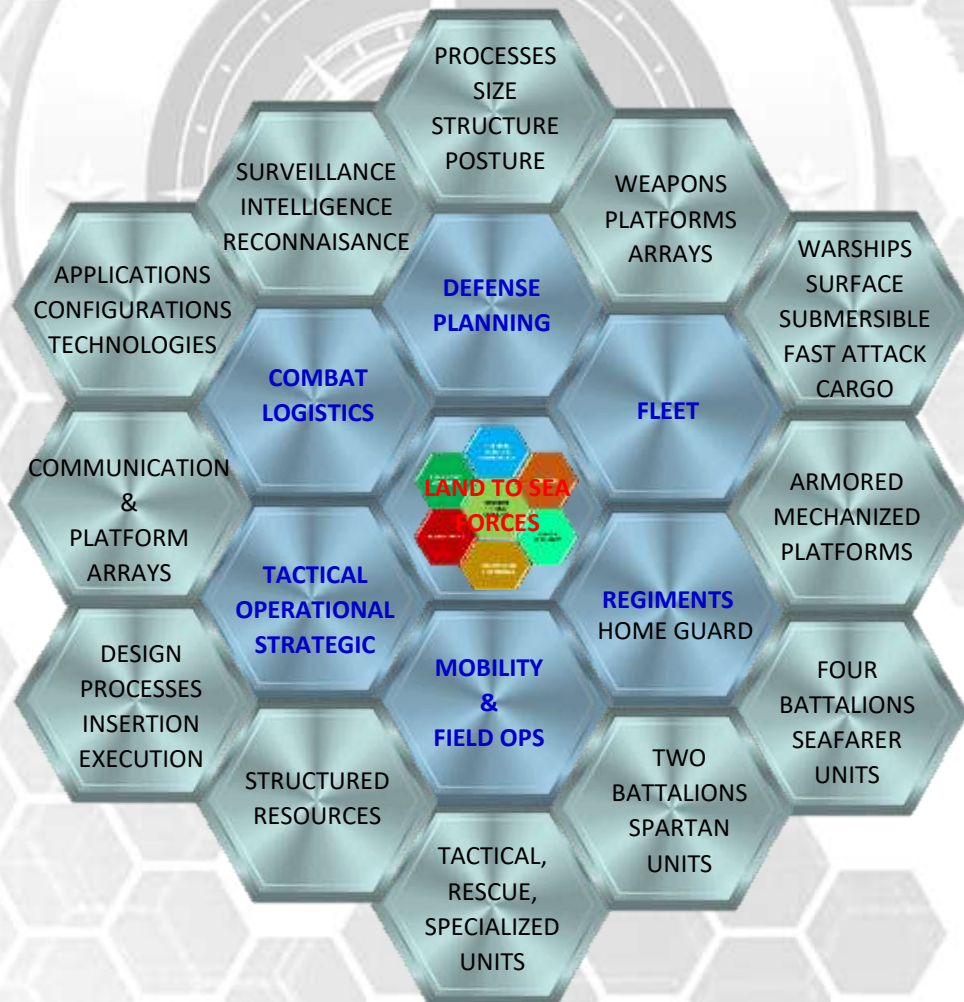 PROCESSES
SIZE
STRUCTURE
POSTURE
SURVEILLANCE
INTELLIGENCE
RECONNAISANCE
WEAPONS
PLATFORMS
ARRAYS
APPLICATIONS
CONFIGURATIONS
TECHNOLOGIES
DEFENSE
PLANNING
WARSHIPS
SURFACE
SUBMERSIBLE
FAST ATTACK
CARGO
COMBAT
LOGISTICS
FLEET
COMMUNICATION
&
PLATFORM
ARRAYS
LAND TO SEA
FORCES
ARMORED
MECHANIZED
PLATFORMS
TACTICAL
OPERATIONAL
STRATEGIC
REGIMENTS
HOME GUARD
DESIGN
PROCESSES
INSERTION
EXECUTION
MOBILITY
&
FIELD OPS
FOUR
BATTALIONS
SEAFARER
UNITS
STRUCTURED
RESOURCES
TWO
BATTALIONS
SPARTAN
UNITS
TACTICAL,
RESCUE,
SPECIALIZED
UNITS